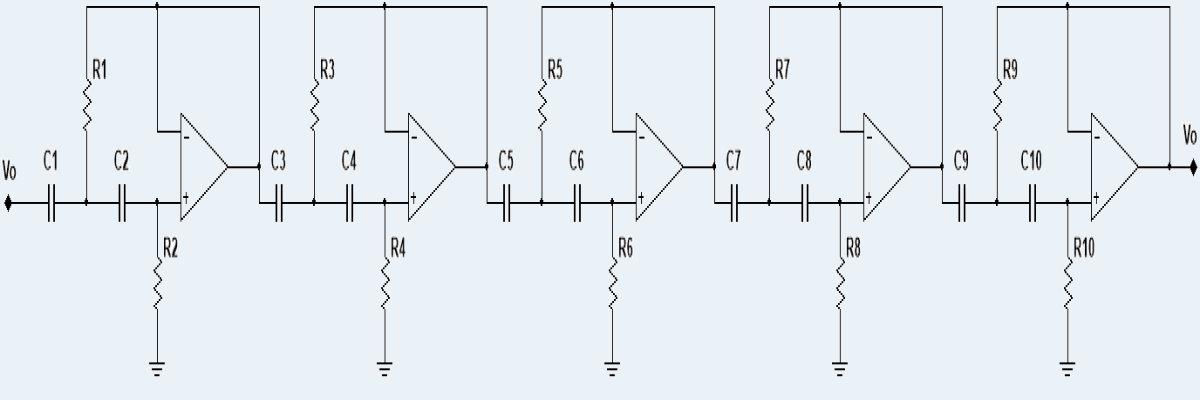 R1
R3
R5
R7
R9
Vo
C1
C2
-
C3
C4
-
C5
C6
-
C7
C8
-
C9
C10
-
Vo
+
+
+
+
+
R2
R4
R6
R8
R10